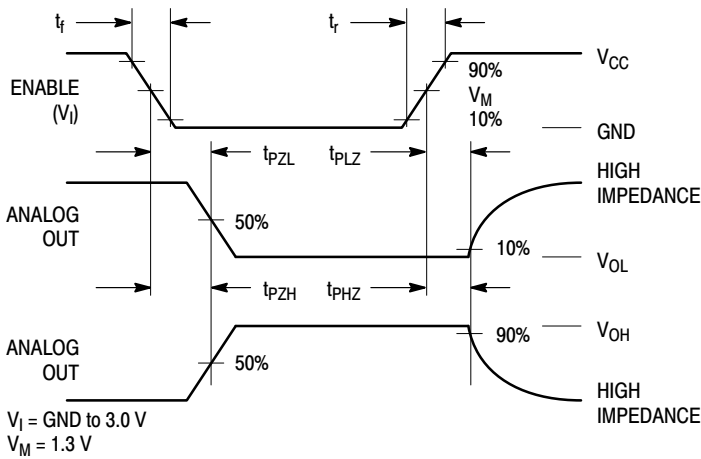 tf
tr
VCC
ENABLE
(VI)
90%
VM
10%
GND
tPZL
tPLZ
HIGH
IMPEDANCE
ANALOG
OUT
50%
10%
VOL
tPZH
tPHZ
VOH
ANALOG
OUT
90%
50%
HIGH
IMPEDANCE
VI = GND to 3.0 V
VM = 1.3 V